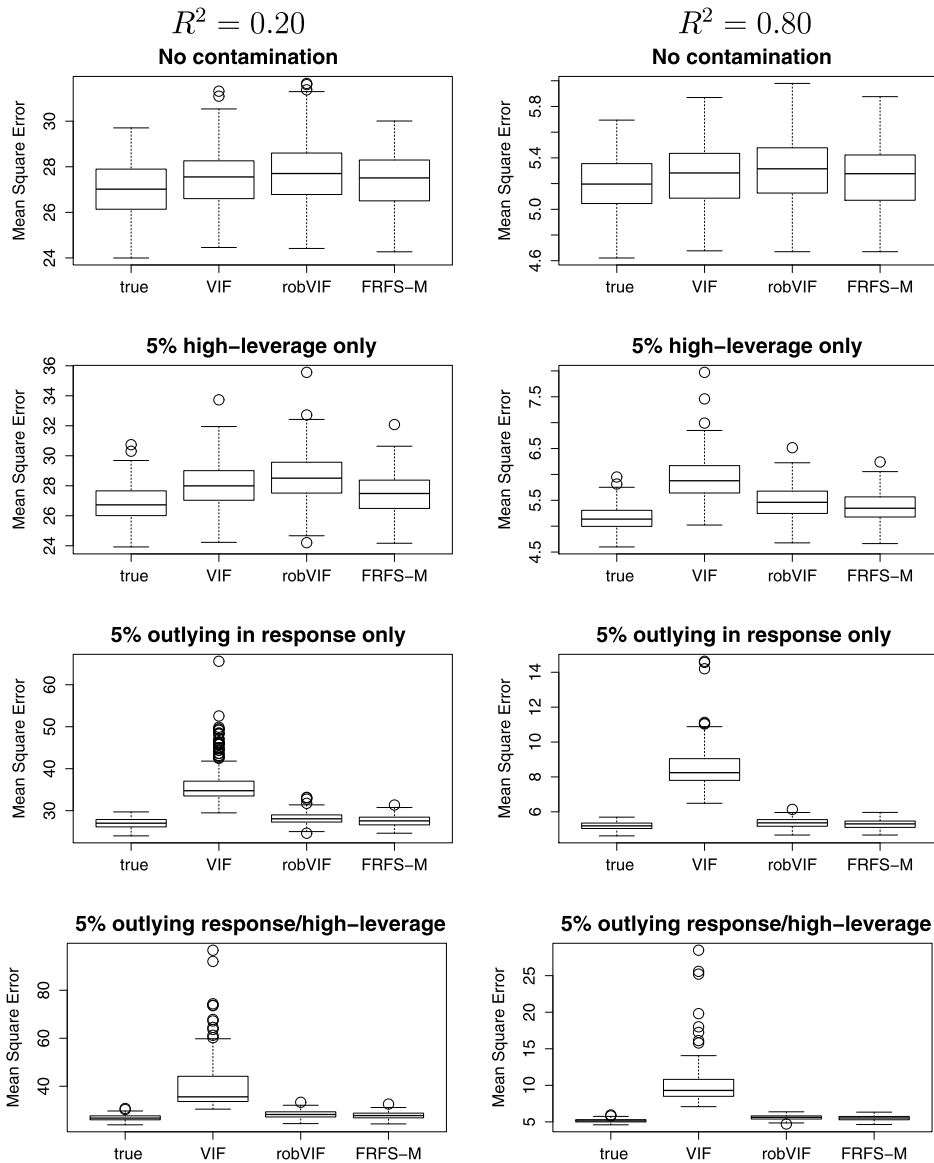 R² = 0.20
R² = 0.80
No contamination
Mean Square Error
24 26 28 30
true VIF robVIF FRFS−M
No contamination
Mean Square Error
4.6 5.0 5.4 5.8
true VIF robVIF FRFS−M
5% high−leverage only
Mean Square Error
24 26 28 30 32 34 36
true VIF robVIF FRFS−M
5% high−leverage only
Mean Square Error
4.5 5.5 6.5 7.5
true VIF robVIF FRFS−M
5% outlying in response only
Mean Square Error
30 40 50 60
true VIF robVIF FRFS−M
5% outlying in response only
Mean Square Error
6 8 10 12 14
true VIF robVIF FRFS−M
5% outlying response/high−leverage
Mean Square Error
40 60 80
true VIF robVIF FRFS−M
5% outlying response/high−leverage
Mean Square Error
5 10 15 20 25
true VIF robVIF FRFS−M